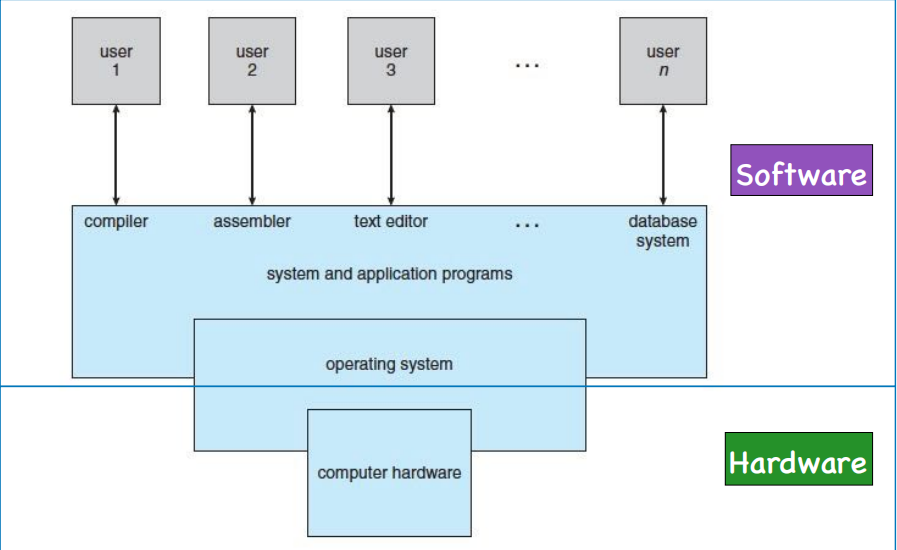 user
1
user
2
user
3
...
user
n
Software
compiler
assembler
text editor
...
database
system
system and application programs
operating system
Hardware
computer hardware